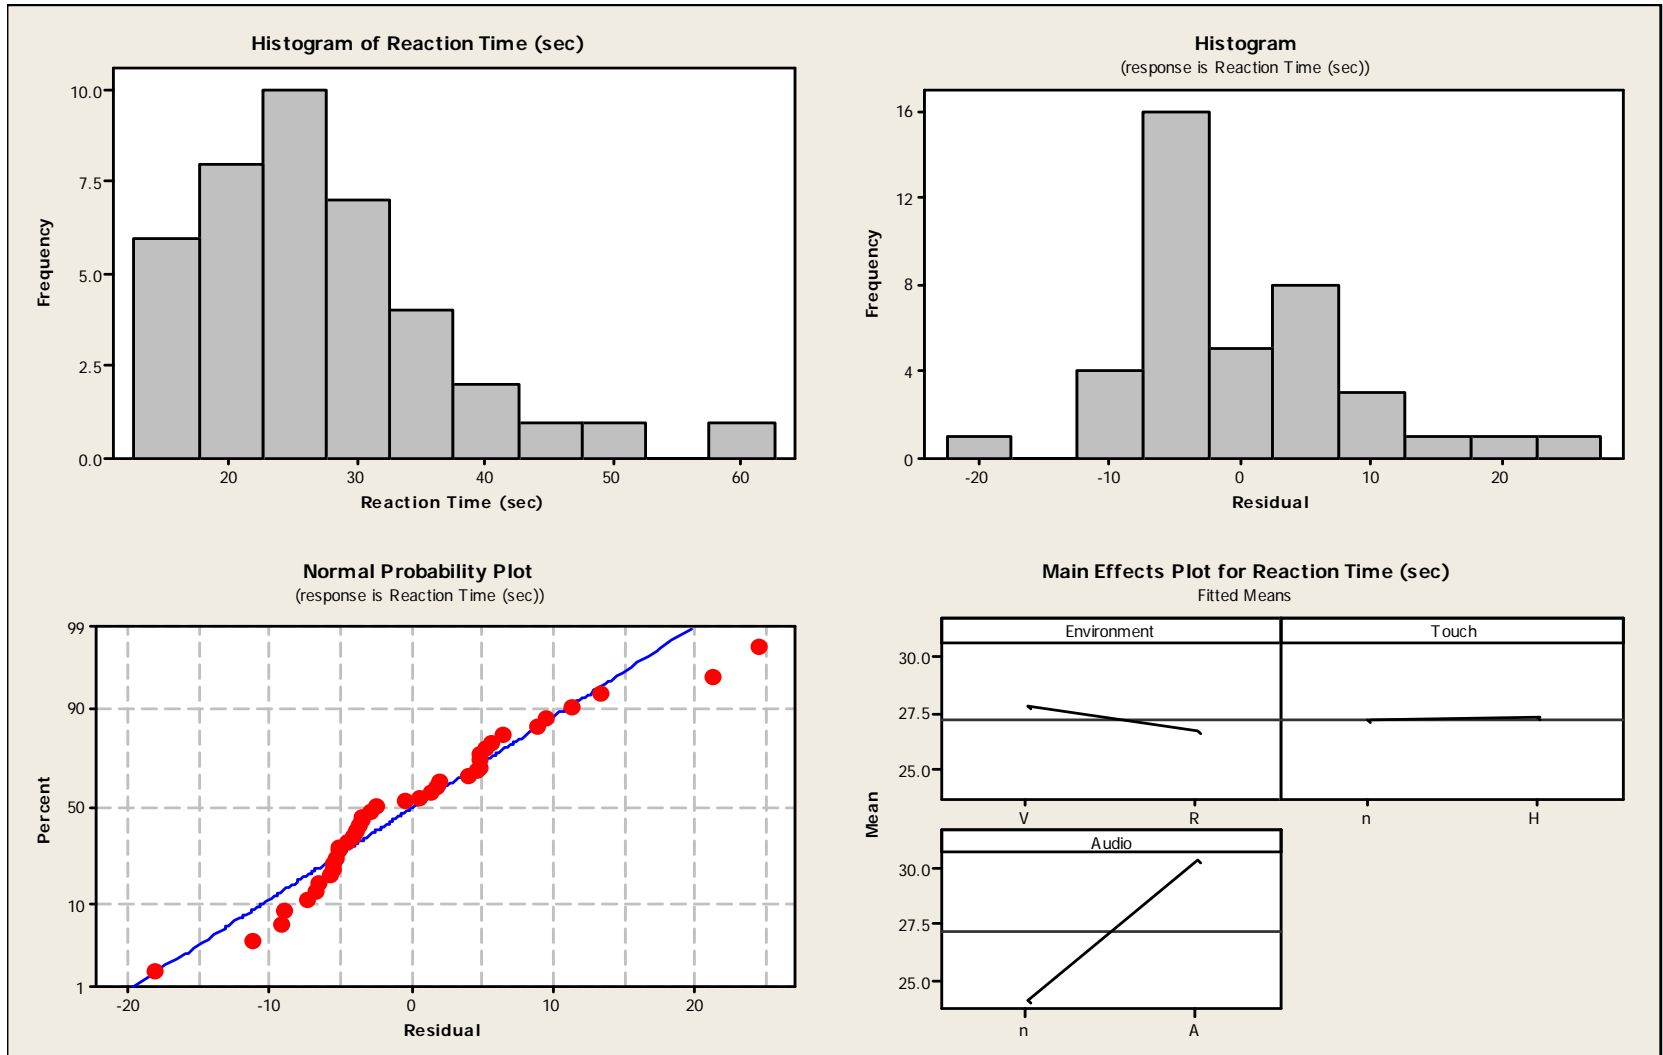 Histogram of Reaction Time (sec)
10.0
7.5
5.0
2.5
0.0
Frequency
20 30 40 50 60
Reaction Time (sec)
Histogram
(response is Reaction Time (sec))
16
12
8
4
0
Frequency
-20 -10 0 10 20
Residual
Normal Probability Plot
(response is Reaction Time (sec))
99
90
50
10
1
Percent
-20 -10 0 10 20
Residual
Main Effects Plot for Reaction Time (sec)
Fitted Means
Mean
Environment Touch
30.0
27.5
25.0
V R n H
Audio
30.0
27.5
25.0
n A